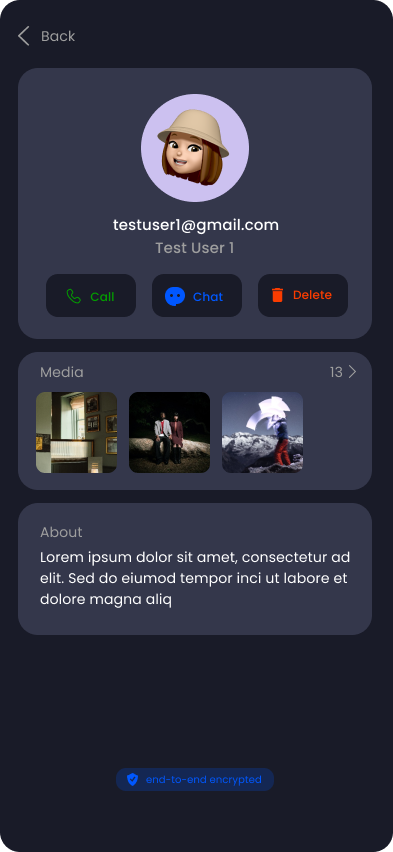 Back
testuser1@gmail.com
Test User 1
Call
Chat
Delete
Media
13
About
Lorem ipsum dolor sit amet, consectetur ad
elit. Sed do eiumod tempor inci ut labore et
dolore magna aliq
end-to-end encrypted